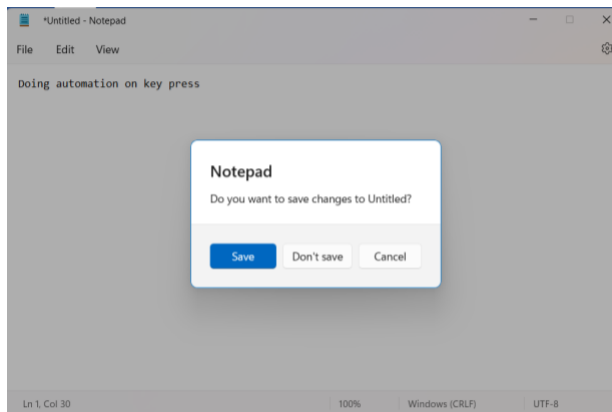 *Untitled - Notepad
File Edit View
Doing automation on key press
Notepad
Do you want to save changes to Untitled?
Save Don't save Cancel
Ln 1, Col 30 100% Windows (CRLF) UTF-8